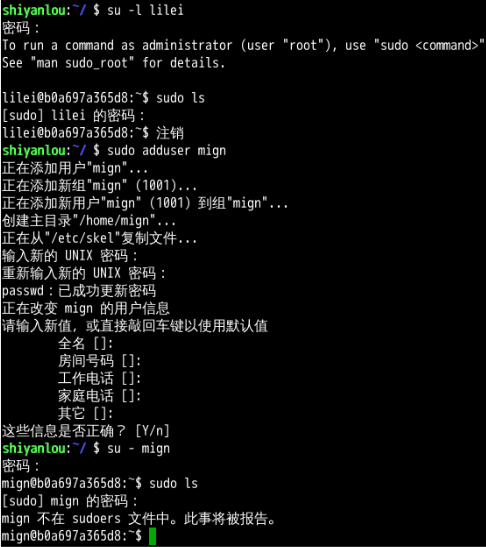 shiyanlou:~/ $ su -l lilei
密码：
To run a command as administrator (user "root"), use "sudo <command>"
See "man sudo_root" for details.

lilei@b0a697a365d8:~$ sudo ls
[sudo] lilei 的密码：
lilei@b0a697a365d8:~$ 注销
shiyanlou:~/ $ sudo adduser mign
正在添加用户"mign"...
正在添加新组"mign" (1001)...
正在添加新用户"mign" (1001) 到组"mign"...
创建主目录"/home/mign"...
正在从"/etc/skel"复制文件...
输入新的 UNIX 密码：
重新输入新的 UNIX 密码：
passwd：已成功更新密码
正在改变 mign 的用户信息
请输入新值，或直接敲回车键以使用默认值
全名 []:
房间号码 []:
工作电话 []:
家庭电话 []:
其它 []:
这些信息是否正确？ [Y/n]
shiyanlou:~/ $ su - mign
密码：
mign@b0a697a365d8:~$ sudo ls
[sudo] mign 的密码：
mign 不在 sudoers 文件中。此事将被报告。
mign@b0a697a365d8:~$